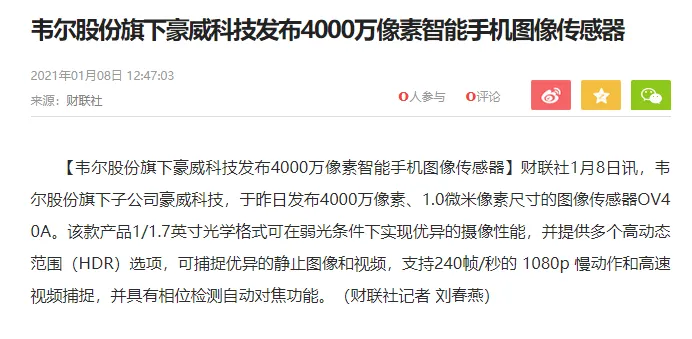 韦尔股份旗下豪威科技发布4000万像素智能手机图像传感器
2021年01月08日 12:47:03
来源：财联社
0人参与
0评论
【韦尔股份旗下豪威科技发布4000万像素智能手机图像传感器】财联社1月8日讯，韦
尔股份旗下子公司豪威科技，于昨日发布4000万像素、1.0微米像素尺寸的图像传感器OV4
0A。该款产品1/1.7英寸光学格式可在弱光条件下实现优异的摄像性能，并提供多个高动态
范围（HDR）选项，可捕捉优异的静止图像和视频，支持240帧/秒的 1080p 慢动作和高速
视频捕捉，并具有相位检测自动对焦功能。（财联社记者 刘春燕）